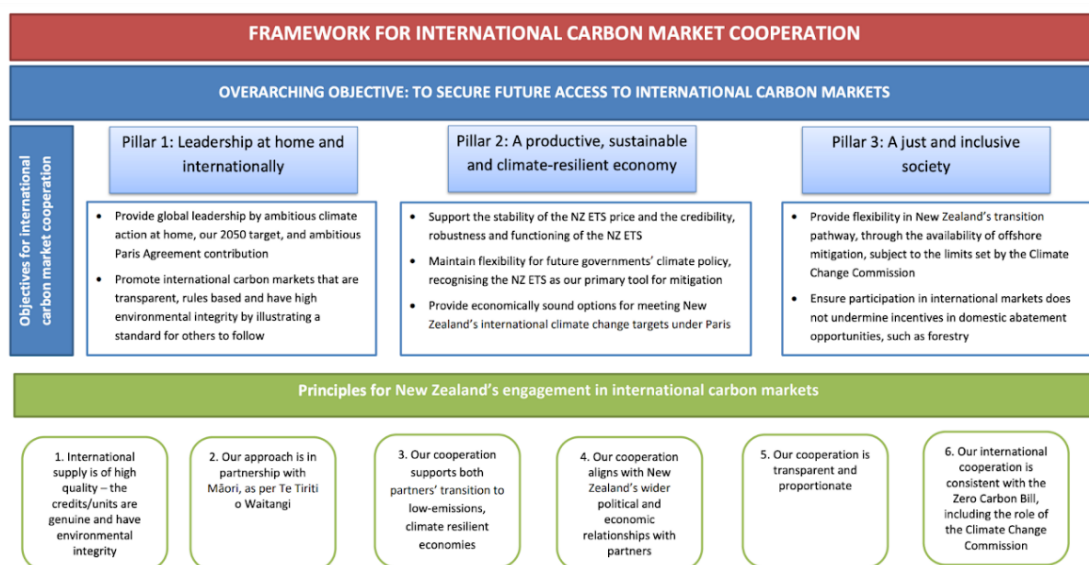 FRAMEWORK FOR INTERNATIONAL CARBON MARKET COOPERATION
OVERARCHING OBJECTIVE: TO SECURE FUTURE ACCESS TO INTERNATIONAL CARBON MARKETS
Objectives for international
carbon market cooperation
Pillar 1: Leadership at home and
internationally
• Provide global leadership by ambitious climate
action at home, our 2050 target, and ambitious
Paris Agreement contribution
• Promote international carbon markets that are
transparent, rules based and have high
environmental integrity by illustrating a
standard for others to follow
Pillar 2: A productive, sustainable
and climate-resilient economy
• Support the stability of the NZ ETS price and the credibility,
robustness and functioning of the NZ ETS
• Maintain flexibility for future governments' climate policy,
recognising the NZ ETS as our primary tool for mitigation
• Provide economically sound options for meeting New
Zealand's international climate change targets under Paris
Pillar 3: A just and inclusive
society
• Provide flexibility in New Zealand's transition
pathway, through the availability of offshore
mitigation, subject to the limits set by the Climate
Change Commission
• Ensure participation in international markets does
not undermine incentives in domestic abatement
opportunities, such as forestry
Principles for New Zealand's engagement in international carbon markets
1. International
supply is of high
quality – the
credits/units are
genuine and have
environmental
integrity
2. Our approach is in
partnership with
Māori, as per Te Tiriti
o Waitangi
3. Our cooperation
supports both
partners' transition to
low-emissions,
climate resilient
economies
4. Our cooperation
aligns with New
Zealand's wider
political and
economic
relationships with
partners
5. Our cooperation is
transparent and
proportionate
6. Our international
cooperation is
consistent with the
Zero Carbon Bill,
including the role of
the Climate Change
Commission